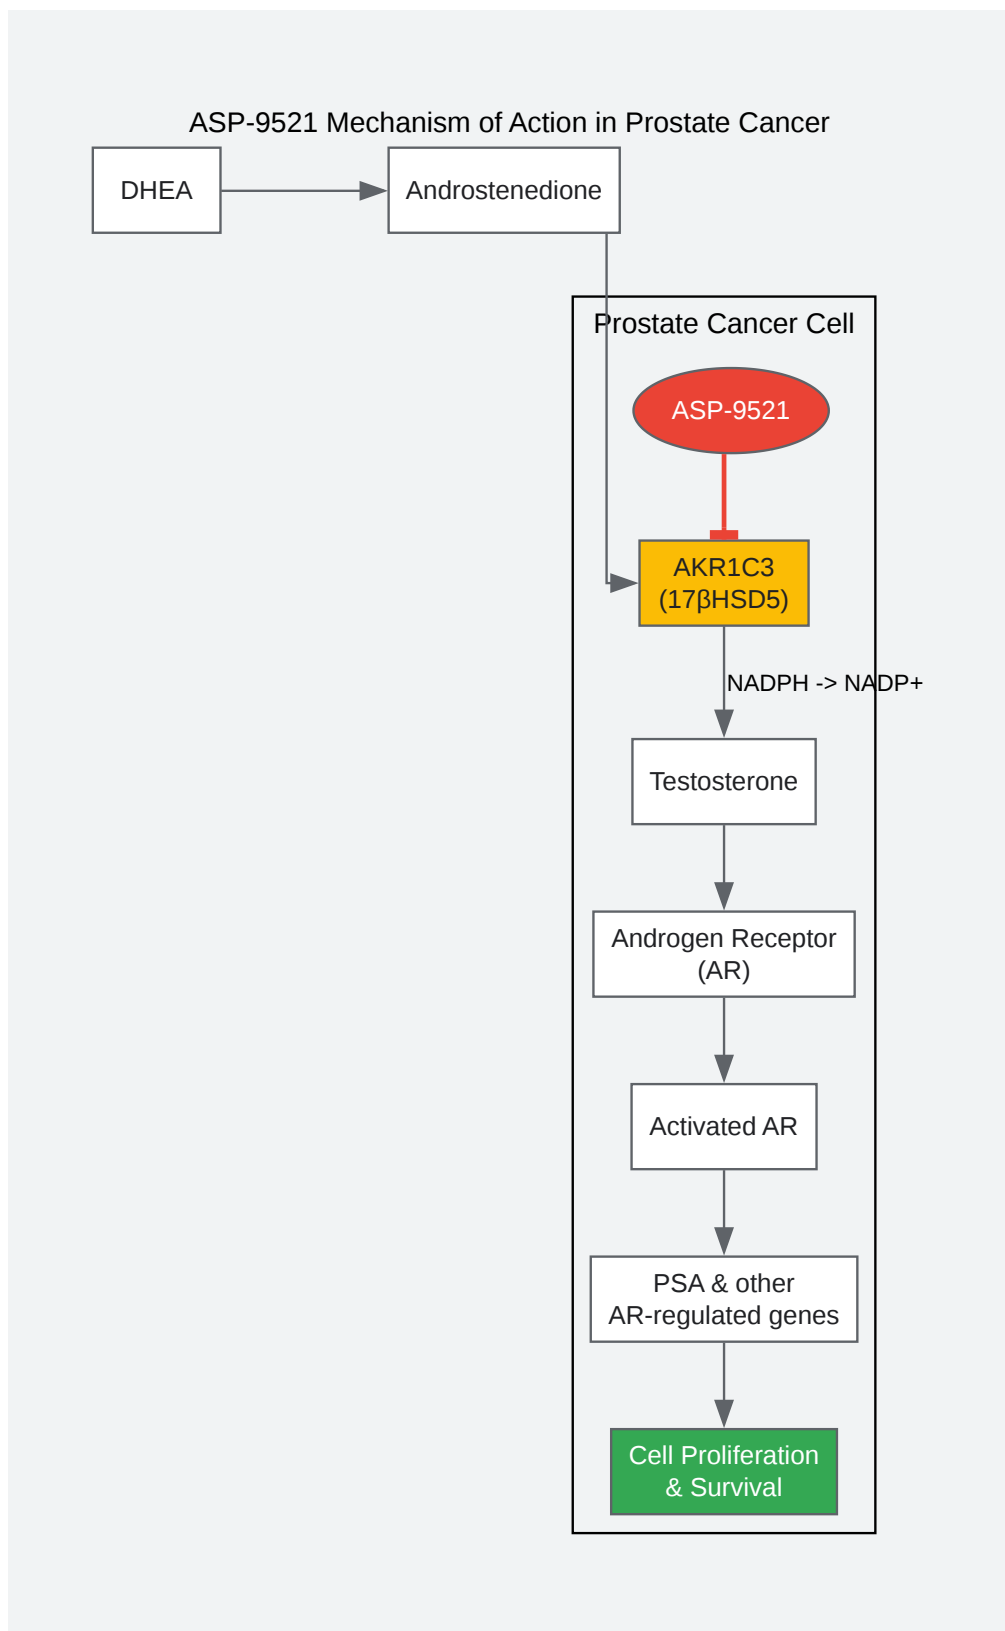 ASP-9521 Mechanism of Action in Prostate Cancer
DHEA
Androstenedione
Prostate Cancer Cell
ASP-9521
AKR1C3
(17βHSD5)
NADPH -> NADP+
Testosterone
Androgen Receptor
(AR)
Activated AR
PSA & other
AR-regulated genes
Cell Proliferation
& Survival